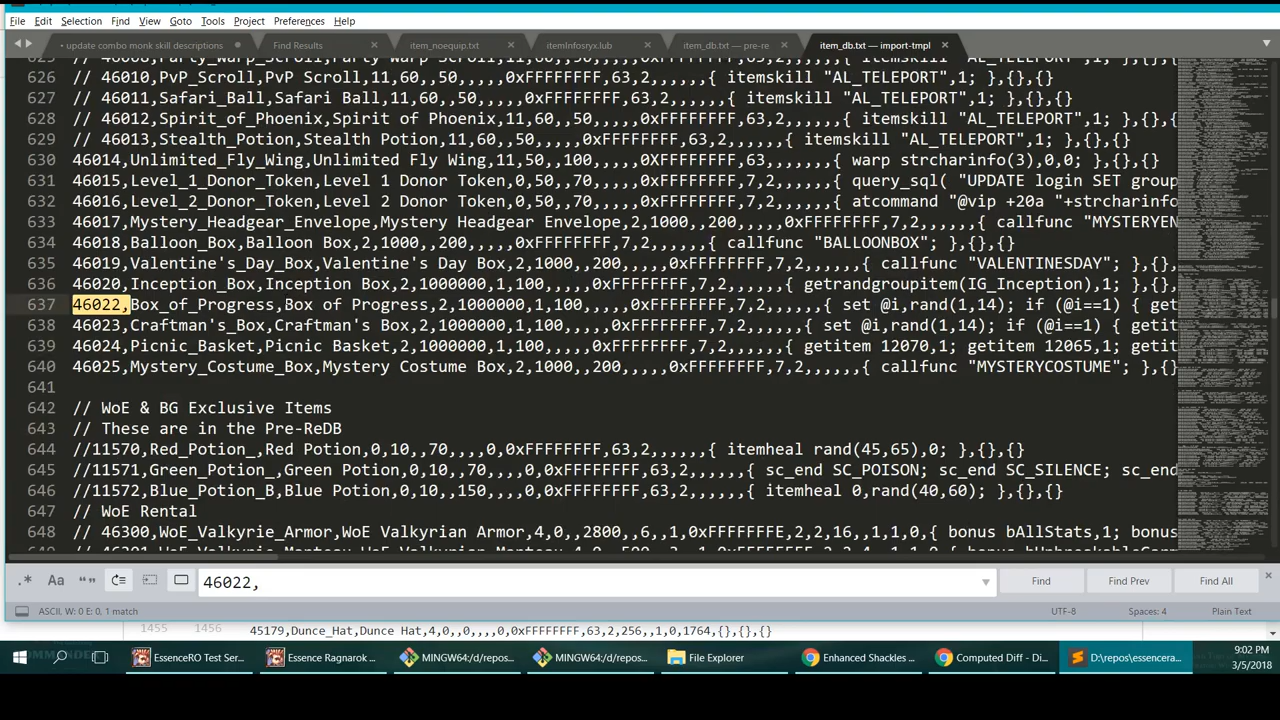 File Edit Selection Find View Goto Tools Project Preferences Help
update combo monk skill descriptions Find Results item_noequip.txt itemInfosryx.lub item_db.txt — pre-re item_db.txt — import-tmpl
626 // 46010,PvP_Scroll,PvP Scroll,11,60,,50,,,,,0xFFFFFFFF,63,2,,,,,,{ itemskill "AL_TELEPORT",1; },{},{}
627 // 46011,Safari_Ball,Safari Ball,11,60,,50,,,,,0xFFFFFFFF,63,2,,,,,,{ itemskill "AL_TELEPORT",1; },{},{}
628 // 46012,Spirit_of_Phoenix,Spirit of Phoenix,11,60,,50,,,,,0xFFFFFFFF,63,2,,,,,,{ itemskill "AL_TELEPORT",1; },{},{
629 // 46013,Stealth_Potion,Stealth Potion,11,60,,50,,,,,0xFFFFFFFF,63,2,,,,,,{ itemskill "AL_TELEPORT",1; },{},{}
630 46014,Unlimited_Fly_Wing,Unlimited Fly Wing,11,50,,100,,,,,0xFFFFFFFF,63,2,,,,,,{ warp strcharinfo(3),0,0; },{},{}
631 46015,Level_1_Donor_Token,Level 1 Donor Token,2,10,,70,,,,,0xFFFFFFFF,7,2,,,,,,{ query_sql( "UPDATE login SET group
632 46016,Level_2_Donor_Token,Level 2 Donor Token,2,10,,70,,,,,0xFFFFFFFF,7,2,,,,,,{ atcommand "@vip +20a "+strcharinfo
633 46017,Mystery_Headgear_Envelope,Mystery Headgear Envelope,2,1000,,200,,,,,0xFFFFFFFF,7,2,,,,,,{ callfunc "MYSTERYEN
634 46018,Balloon_Box,Balloon Box,2,1000,,200,,,,,0xFFFFFFFF,7,2,,,,,,{ callfunc "BALLOONBOX"; },{},{}
635 46019,Valentine's_Day_Box,Valentine's Day Box,2,1000,,200,,,,,0xFFFFFFFF,7,2,,,,,,{ callfunc "VALENTINESDAY"; },{},{
636 46020,Inception_Box,Inception Box,2,1000000,1,100,,,,,0xFFFFFFFF,7,2,,,,,,{ getrandgroupitem(IG_Inception),1; },{},{
637 46022,Box_of_Progress,Box of Progress,2,1000000,1,100,,,,,0xFFFFFFFF,7,2,,,,,,{ set @i,rand(1,14); if (@i==1) { get
638 46023,Craftman's_Box,Craftman's Box,2,1000000,1,100,,,,,0xFFFFFFFF,7,2,,,,,,{ set @i,rand(1,14); if (@i==1) { getit
639 46024,Picnic_Basket,Picnic Basket,2,1000000,1,100,,,,,0xFFFFFFFF,7,2,,,,,,{ getitem 12072,1; getitem 12065,1; getit
640 46025,Mystery_Costume_Box,Mystery Costume Box,2,1000,,200,,,,,0xFFFFFFFF,7,2,,,,,,{ callfunc "MYSTERYCOSTUME"; },{}
641
642 // WoE & BG Exclusive Items
643 // These are in the Pre-ReDB
644 //11570,Red_Potion_,Red Potion,0,10,,70,,,,,0xFFFFFFFF,63,2,,,,,,{ itemheal rand(45,65),0; },{},{}
645 //11571,Green_Potion_,Green Potion,0,10,,70,,,,0,0xFFFFFFFF,63,2,,,,,,{ sc_end SC_POISON; sc_end SC_SILENCE; sc_end
646 //11572,Blue_Potion_B,Blue Potion,0,10,,150,,,,0,0xFFFFFFFF,63,2,,,,,,{ itemheal 0,rand(40,60); },{},{}
647 // WoE Rental
648 // 46300,WoE_Valkyrie_Armor,WoE Valkyrian Armor,4,0,,2800,,6,,1,0xFFFFFFFF,7,2,16,,1,1,0,{ bonus bAllStats,1; bonus
46022,
Find Find Prev Find All
ASCII, W: 0 E: 0, 1 match UTF-8 Spaces: 4 Plain Text
1455 1456 45179,Dunce_Hat,Dunce Hat,4,0,,0,,,,0,0xFFFFFFFF,63,2,256,,1,0,1764,{},{},{}
EssenceRO Test Ser... Essence Ragnarok ... MINGW64:/d/repos... MINGW64:/d/repos... File Explorer Enhanced Shackles ... Computed Diff - Di... D:\repos\essencera...
9:02 PM
3/5/2018